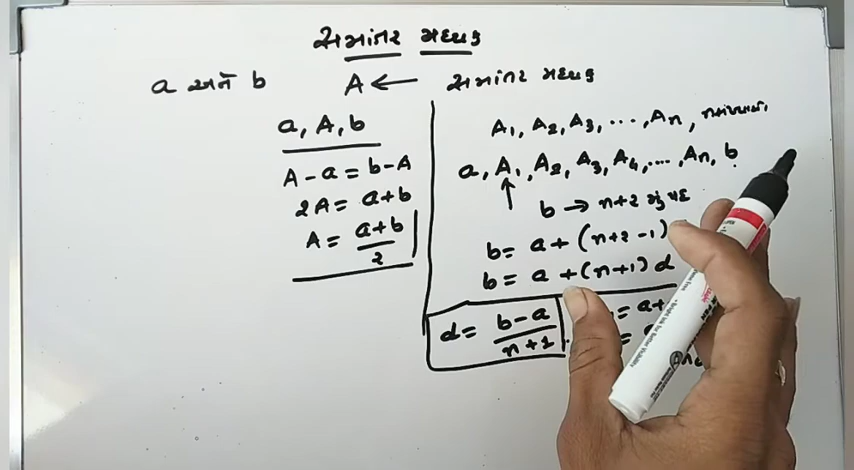 સમાંતર મધ્યક
a અને b A ← સમાંતર મધ્યક
a, A, b
A - a = b - A
2A = a+b
A = a+b/2
A1, A2, A3, ..., An,
a, A1, A2, A3, A4, ...., An, b
b → n+2 મું પદ
b = a + (n+2-1)
b = a + (n+1) d
d = b-a/n+1
= a+
=